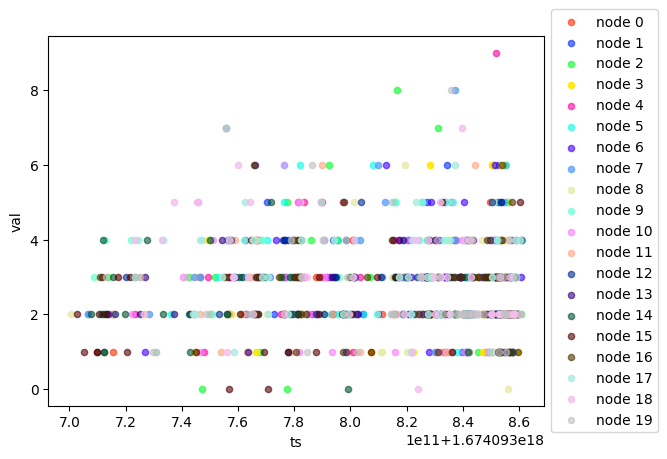 val
8
6
4
2
0
7.0 7.2 7.4 7.6 7.8 8.0 8.2 8.4 8.6
ts
1e11+1.674093e18
node 0
node 1
node 2
node 3
node 4
node 5
node 6
node 7
node 8
node 9
node 10
node 11
node 12
node 13
node 14
node 15
node 16
node 17
node 18
node 19